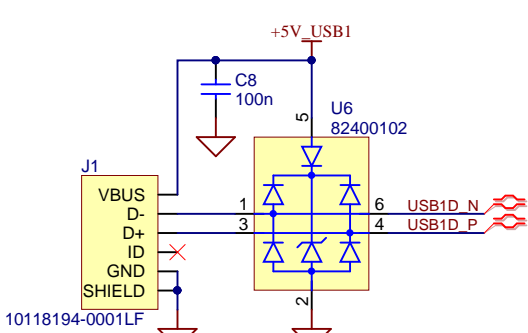 +5V_USB1
C8
100n
U6
82400102
5
J1
VBUS
D-
D+
ID
GND
SHIELD
1
3
6
4
USB1D_N
USB1D_P
2
10118194-0001LF